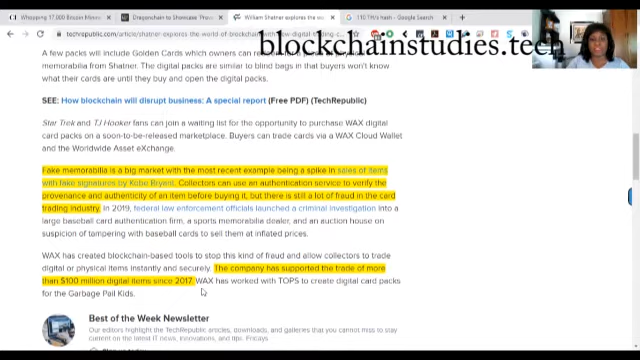 Whopping 17,000 Bitcoin Miner
Dragonchain to Showcase
William Shatner explores the
110 TH/s hash - Google Search
techrepublic.com/article/shatner-explores-the-world-of-block
blockchainstudies.tech
A few packs will include Golden Cards which owners can
memorabilia from Shatner. The digital packs are similar to blind bags in that buyers won't know
what their cards are until they buy and open the digital packs.
SEE: How blockchain will disrupt business: A special report (Free PDF) (TechRepublic)
Star Trek and TJ Hooker fans can join a waiting list for the opportunity to purchase WAX digital
card packs on a soon-to-be-released marketplace. Buyers can trade cards via a WAX Cloud Wallet
and the Worldwide Asset eXchange.
Fake memorabilia is a big market with the most recent example being a spike in sales of items
with fake signatures by Kobe Bryant. Collectors can use an authentication service to verify the
provenance and authenticity of an item before buying it, but there is still a lot of fraud in the card
trading industry. In 2019, federal law enforcement officials launched a criminal investigation into a
large baseball card authentication firm, a sports memorabilia dealer, and an auction house on
suspicion of tampering with baseball cards to sell them at inflated prices.
WAX has created blockchain-based tools to stop this kind of fraud and allow collectors to trade
digital or physical items instantly and securely. The company has supported the trade of more
than $100 million digital items since 2017. WAX has worked with TOPS to create digital card packs
for the Garbage Pail Kids.
Best of the Week Newsletter
Our editors highlight the TechRepublic articles, downloads, and galleries that you cannot miss to
stay current on the latest IT news, innovations, and tips. Fridays